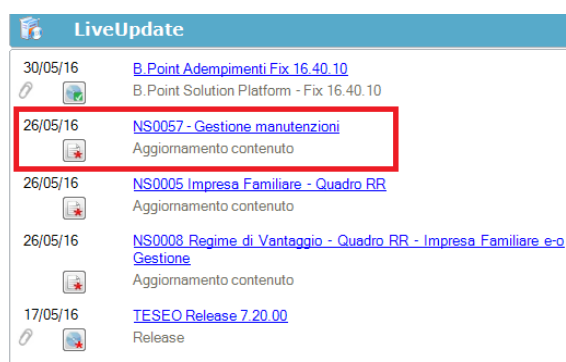 LiveUpdate
30/05/16 B.Point Adempimenti Fix 16.40.10
B.Point Solution Platform - Fix 16.40.10
26/05/16 NS0057 - Gestione manutenzioni
Aggiornamento contenuto
26/05/16 NS0005 Impresa Familiare - Quadro RR
Aggiornamento contenuto
26/05/16 NS0008 Regime di Vantaggio - Quadro RR - Impresa Familiare e-o
Gestione
Aggiornamento contenuto
17/05/16 TESEO Release 7.20.00
Release